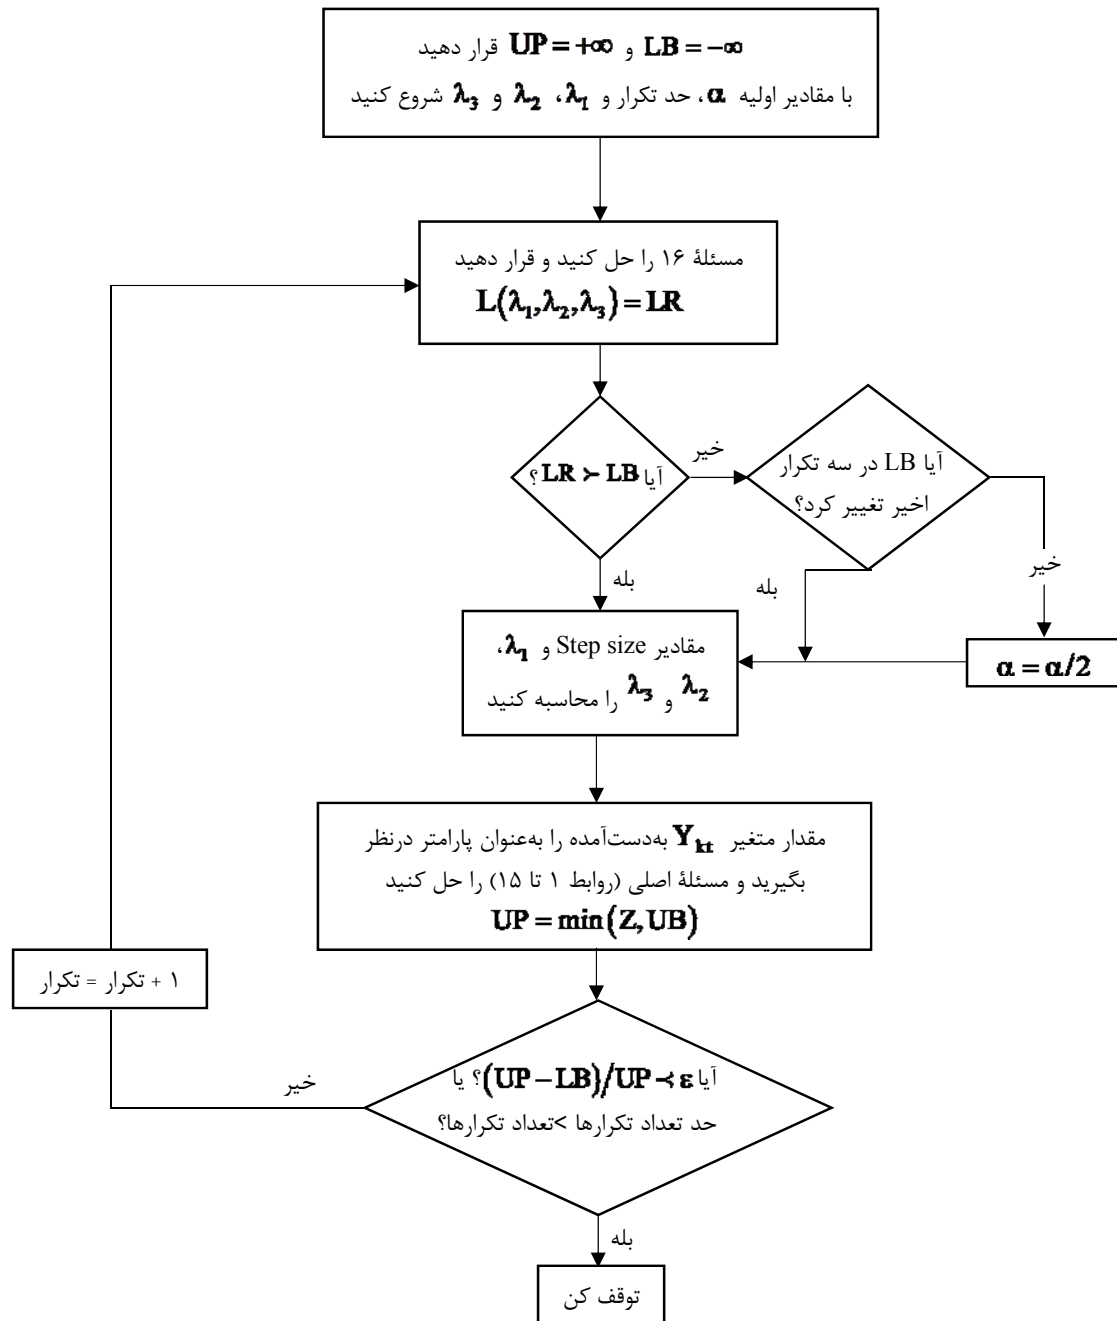 LB = −∞ و UP = +∞ قرار دهید
با مقادیر اولیه α، حد تکرار و λ₁، λ₂ و λ₃ شروع کنید
مسئلهٔ ۱۶ را حل کنید و قرار دهید
L(λ₁,λ₂,λ₃) = LR
آیا LR ≻ LB؟
خیر
آیا LB در سه تکرار
اخیر تغییر کرد؟
بله
بله
خیر
مقادیر Step size و λ₁،
λ₂ و λ₃ را محاسبه کنید
α = α/2
مقدار متغیر Yₖₜ به‌دست‌آمده را به‌عنوان پارامتر درنظر
بگیرید و مسئلهٔ اصلی (روابط ۱ تا ۱۵) را حل کنید
UP = min(Z, UB)
۱ + تکرار = تکرار
آیا (UP − LB)/UP ≺ ε؟ یا
حد تعداد تکرارها >تعداد تکرارها؟
خیر
بله
توقف کن